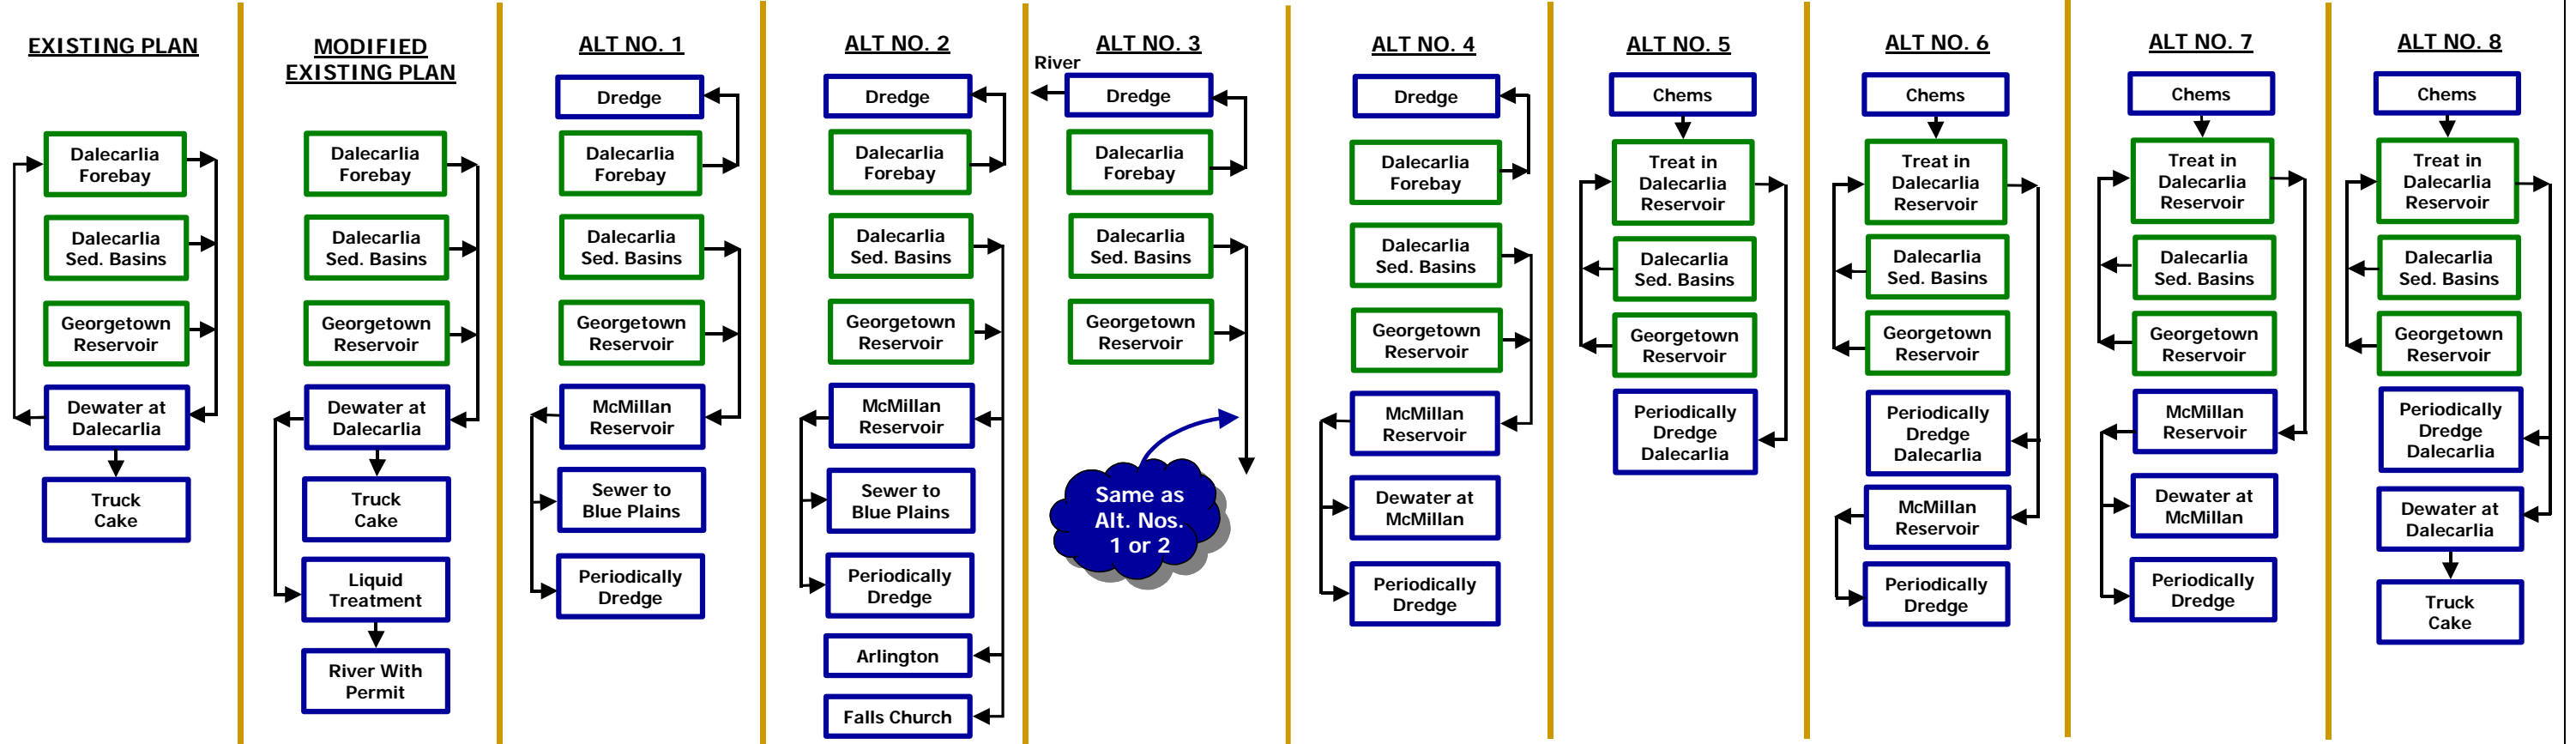 EXISTING PLAN
Dalecarlia
Forebay
Dalecarlia
Sed. Basins
Georgetown
Reservoir
Dewater at
Dalecarlia
Truck
Cake
MODIFIED
EXISTING PLAN
Dalecarlia
Forebay
Dalecarlia
Sed. Basins
Georgetown
Reservoir
Dewater at
Dalecarlia
Truck
Cake
Liquid
Treatment
River With
Permit
ALT NO. 1
Dredge
Dalecarlia
Forebay
Dalecarlia
Sed. Basins
Georgetown
Reservoir
McMillan
Reservoir
Sewer to
Blue Plains
Periodically
Dredge
ALT NO. 2
Dredge
Dalecarlia
Forebay
Dalecarlia
Sed. Basins
Georgetown
Reservoir
McMillan
Reservoir
Sewer to
Blue Plains
Periodically
Dredge
Arlington
Falls Church
ALT NO. 3
River
Dredge
Dalecarlia
Forebay
Dalecarlia
Sed. Basins
Georgetown
Reservoir
Same as
Alt. Nos.
1 or 2
ALT NO. 4
Dredge
Dalecarlia
Forebay
Dalecarlia
Sed. Basins
Georgetown
Reservoir
McMillan
Reservoir
Dewater at
McMillan
Periodically
Dredge
ALT NO. 5
Chems
Treat in
Dalecarlia
Reservoir
Dalecarlia
Sed. Basins
Georgetown
Reservoir
Periodically
Dredge
Dalecarlia
ALT NO. 6
Chems
Treat in
Dalecarlia
Reservoir
Dalecarlia
Sed. Basins
Georgetown
Reservoir
Periodically
Dredge
Dalecarlia
McMillan
Reservoir
Periodically
Dredge
ALT NO. 7
Chems
Treat in
Dalecarlia
Reservoir
Dalecarlia
Sed. Basins
Georgetown
Reservoir
McMillan
Reservoir
Dewater at
McMillan
Periodically
Dredge
ALT NO. 8
Chems
Treat in
Dalecarlia
Reservoir
Dalecarlia
Sed. Basins
Georgetown
Reservoir
Periodically
Dredge
Dalecarlia
Dewater at
Dalecarlia
Truck
Cake